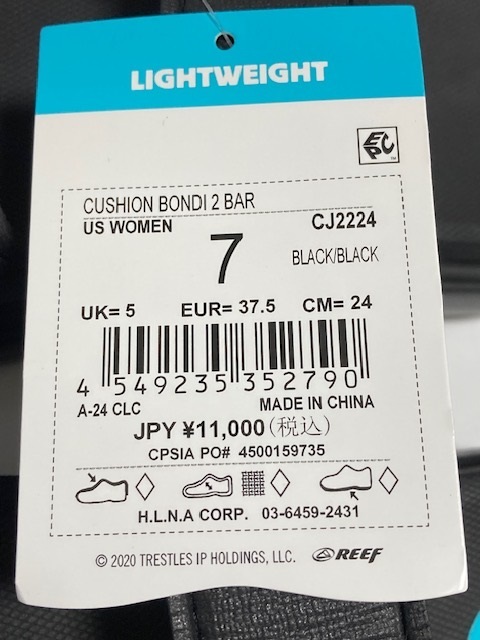 LIGHTWEIGHT
EPC
CUSHION BONDI 2 BAR
US WOMEN
CJ2224
7
BLACK/BLACK
UK= 5 EUR= 37.5 CM= 24
4 549235 352790
A-24 CLC
MADE IN CHINA
JPY ¥11,000(税込)
CPSIA PO# 4500159735
H.L.N.A CORP. 03-6459-2431
© 2020 TRESTLES IP HOLDINGS, LLC. REEF